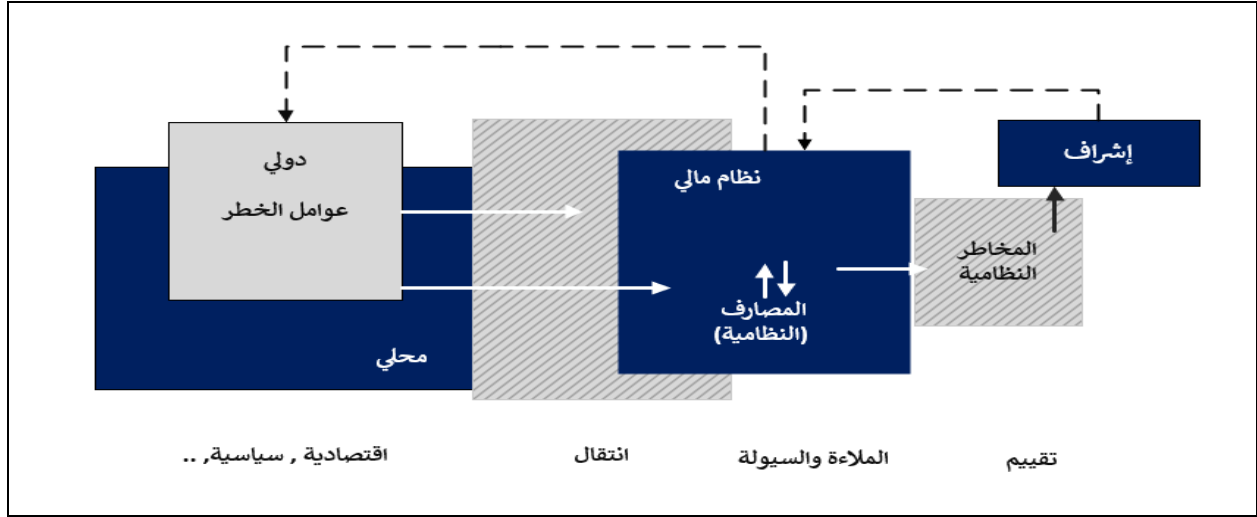 دولي
عوامل الخطر
محلي
نظام مالي
المصارف
(النظامية)
المخاطر
النظامية
إشراف
اقتصادية , سياسية, ..
انتقال
الملاءة والسيولة
تقييم